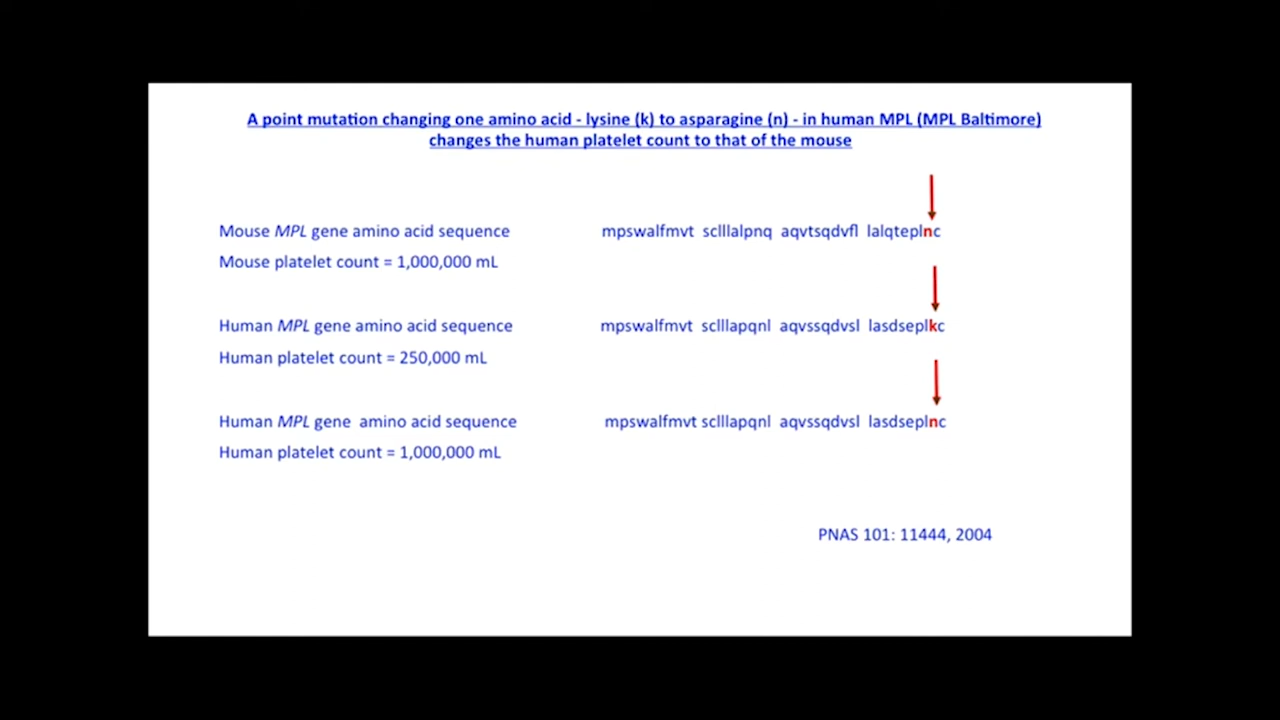 A point mutation changing one amino acid - lysine (k) to asparagine (n) - in human MPL (MPL Baltimore)
changes the human platelet count to that of the mouse
Mouse MPL gene amino acid sequence mpswalfmvt sclllalpnq aqvtsqdvfl lalqteplnc
Mouse platelet count = 1,000,000 mL
Human MPL gene amino acid sequence mpswalfmvt sclllapqnl aqvssqdvsl lasdseplkc
Human platelet count = 250,000 mL
Human MPL gene amino acid sequence mpswalfmvt sclllapqnl aqvssqdvsl lasdseplnc
Human platelet count = 1,000,000 mL
PNAS 101: 11444, 2004